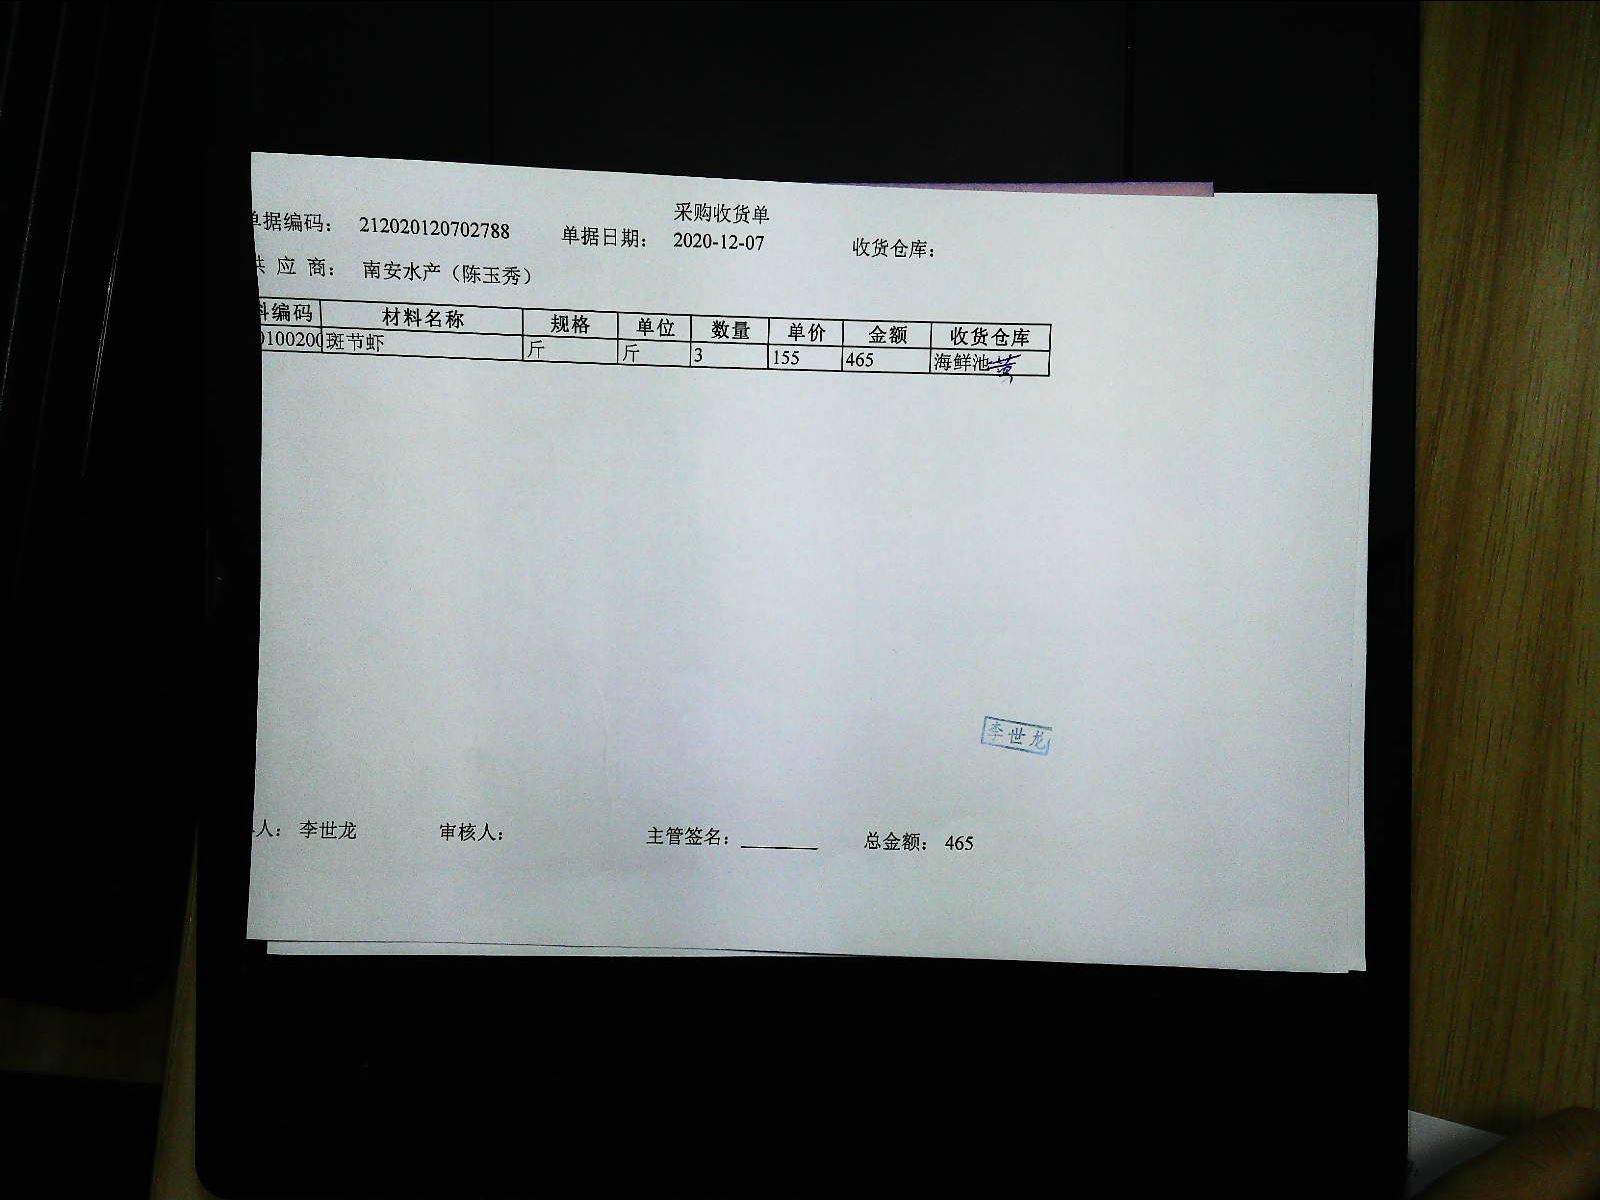 采购收货单
单据编码： 212020120702788 单据日期： 2020-12-07 收货仓库：
供 应 商： 南安水产（陈玉秀）
料编码 材料名称 规格 单位 数量 单价 金额 收货仓库
0100200 斑节虾 斤 斤 3 155 465 海鲜池
李世龙
人： 李世龙 审核人： 主管签名： 总金额： 465